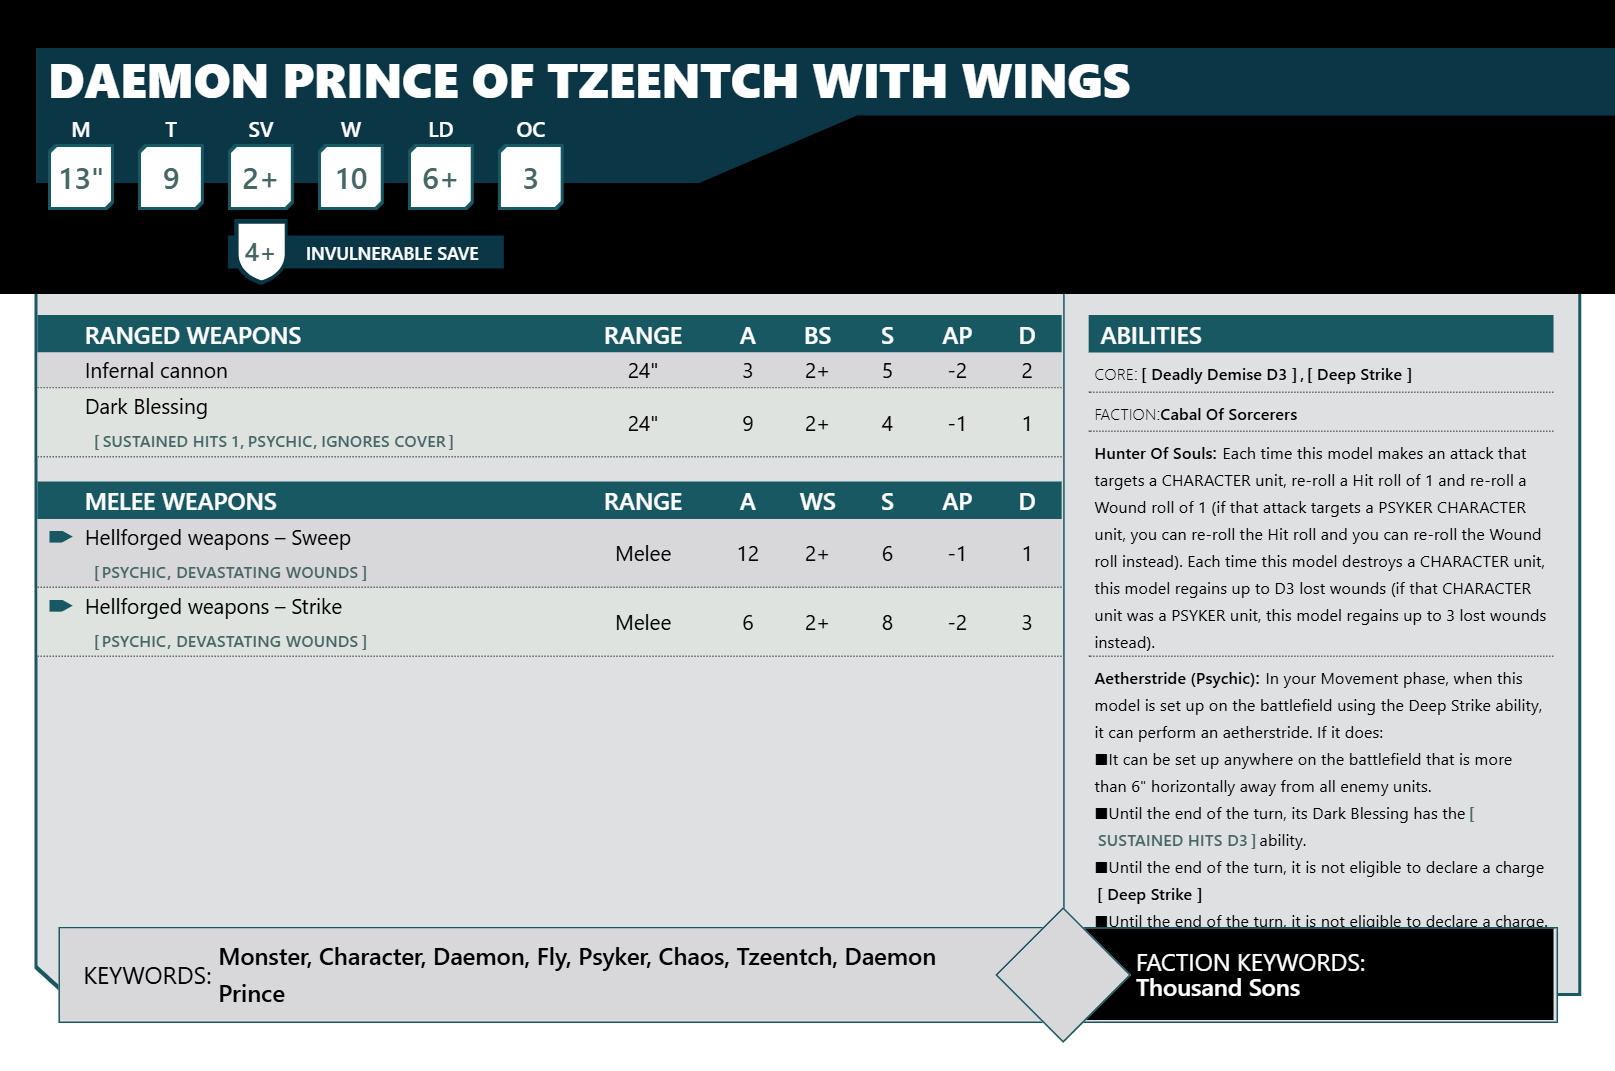 DAEMON PRINCE OF TZEENTCH WITH WINGS
M T SV W LD OC
13" 9 2+ 10 6+ 3
4+ INVULNERABLE SAVE
RANGED WEAPONS RANGE A BS S AP D
Infernal cannon 24" 3 2+ 5 -2 2
Dark Blessing 24" 9 2+ 4 -1 1
[ SUSTAINED HITS 1, PSYCHIC, IGNORES COVER ]
MELEE WEAPONS RANGE A WS S AP D
Hellforged weapons – Sweep Melee 12 2+ 6 -1 1
[ PSYCHIC, DEVASTATING WOUNDS ]
Hellforged weapons – Strike Melee 6 2+ 8 -2 3
[ PSYCHIC, DEVASTATING WOUNDS ]
ABILITIES
CORE: [ Deadly Demise D3 ] , [ Deep Strike ]
FACTION:Cabal Of Sorcerers
Hunter Of Souls: Each time this model makes an attack that
targets a CHARACTER unit, re-roll a Hit roll of 1 and re-roll a
Wound roll of 1 (if that attack targets a PSYKER CHARACTER
unit, you can re-roll the Hit roll and you can re-roll the Wound
roll instead). Each time this model destroys a CHARACTER unit,
this model regains up to D3 lost wounds (if that CHARACTER
unit was a PSYKER unit, this model regains up to 3 lost wounds
instead).
Aetherstride (Psychic): In your Movement phase, when this
model is set up on the battlefield using the Deep Strike ability,
it can perform an aetherstride. If it does:
■It can be set up anywhere on the battlefield that is more
than 6" horizontally away from all enemy units.
■Until the end of the turn, its Dark Blessing has the [
SUSTAINED HITS D3 ] ability.
■Until the end of the turn, it is not eligible to declare a charge
[ Deep Strike ]
■Until the end of the turn, it is not eligible to declare a charge.
KEYWORDS: Monster, Character, Daemon, Fly, Psyker, Chaos, Tzeentch, Daemon
Prince
FACTION KEYWORDS:
Thousand Sons